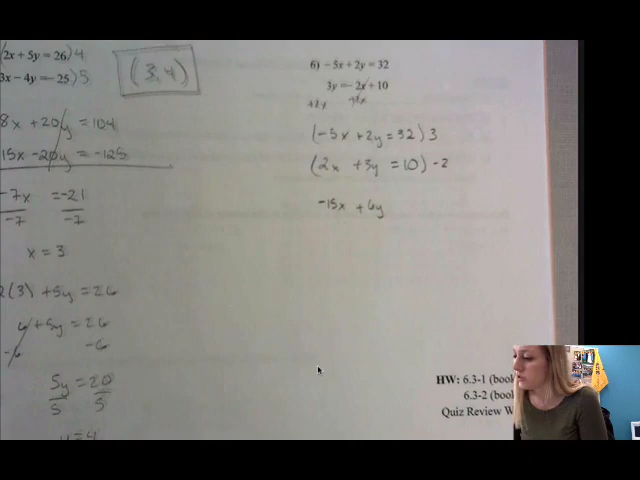 (2x + 5y = 26)4
3x − 4y = −25)5
(3,4)
8x + 20y = 104
15x − 20y = −125
-7x = -21
-7 -7
x = 3
2(3) + 5y = 26
6 + 5y = 26
-6 -6
5y = 20
5 5
y = 4
6) −5x + 2y = 32
3y = −2x + 10
+2x +2x
(-5x + 2y = 32) 3
(2x + 3y = 10) -2
-15x + 6y
HW: 6.3-1 (book
6.3-2 (book
Quiz Review W